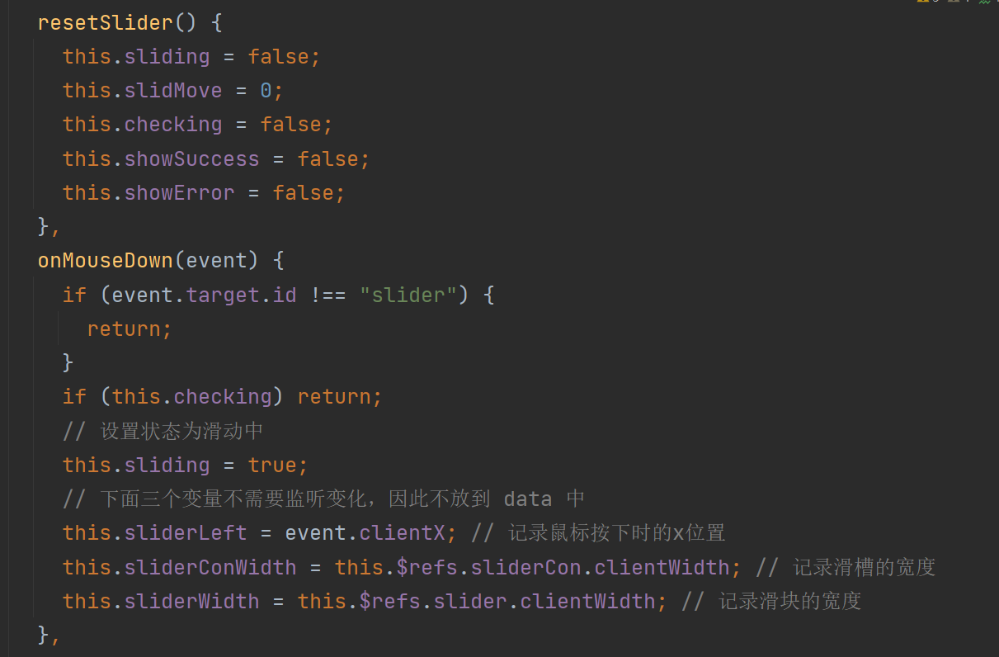 resetSlider() {
this.sliding = false;
this.slidMove = 0;
this.checking = false;
this.showSuccess = false;
this.showError = false;
},
onMouseDown(event) {
if (event.target.id !== "slider") {
return;
}
if (this.checking) return;
// 设置状态为滑动中
this.sliding = true;
// 下面三个变量不需要监听变化，因此不放到 data 中
this.sliderLeft = event.clientX; // 记录鼠标按下时的x位置
this.sliderConWidth = this.$refs.sliderCon.clientWidth; // 记录滑槽的宽度
this.sliderWidth = this.$refs.slider.clientWidth; // 记录滑块的宽度
},